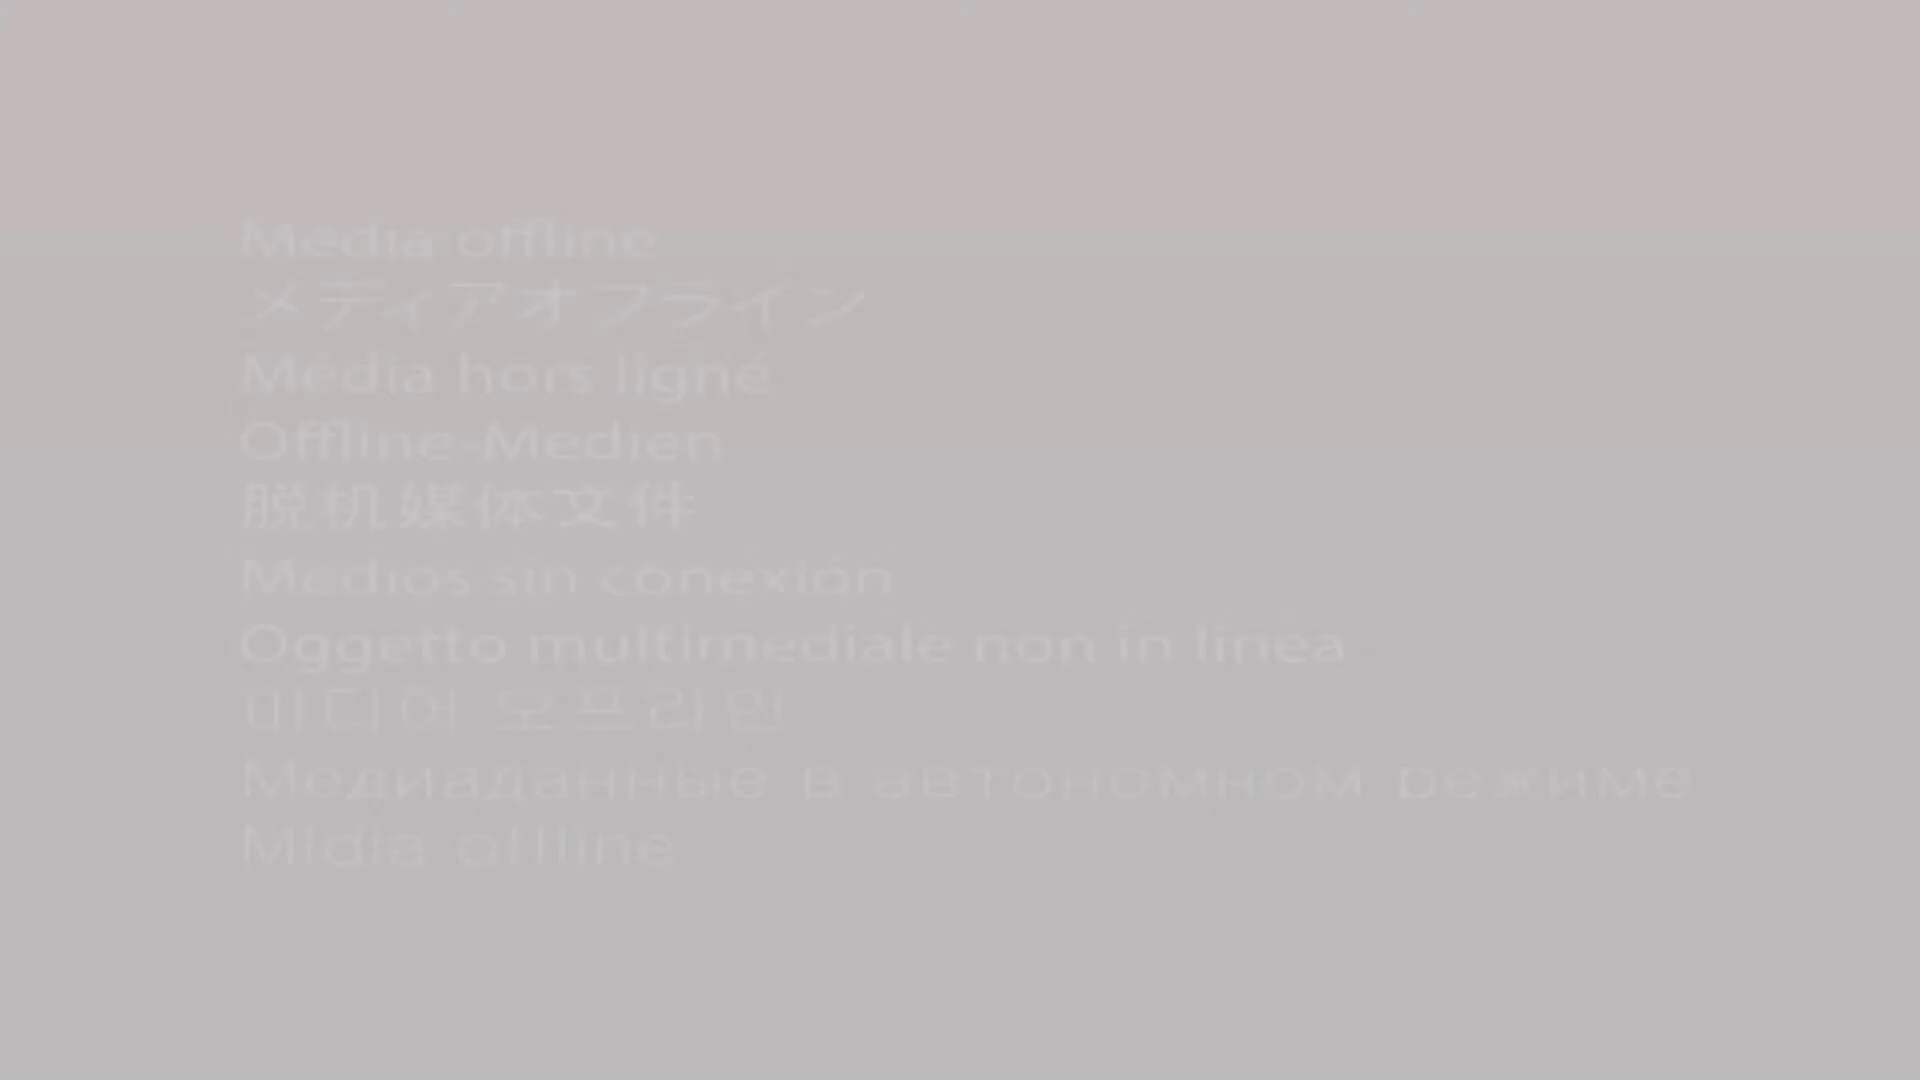 Media offline
メディアオフライン
Média hors ligne
Offline-Medien
脱机媒体文件
Medios sin conexión
Oggetto multimediale non in linea
미디어 오프라인
Медиаданные в автономном режиме
Mídia offline